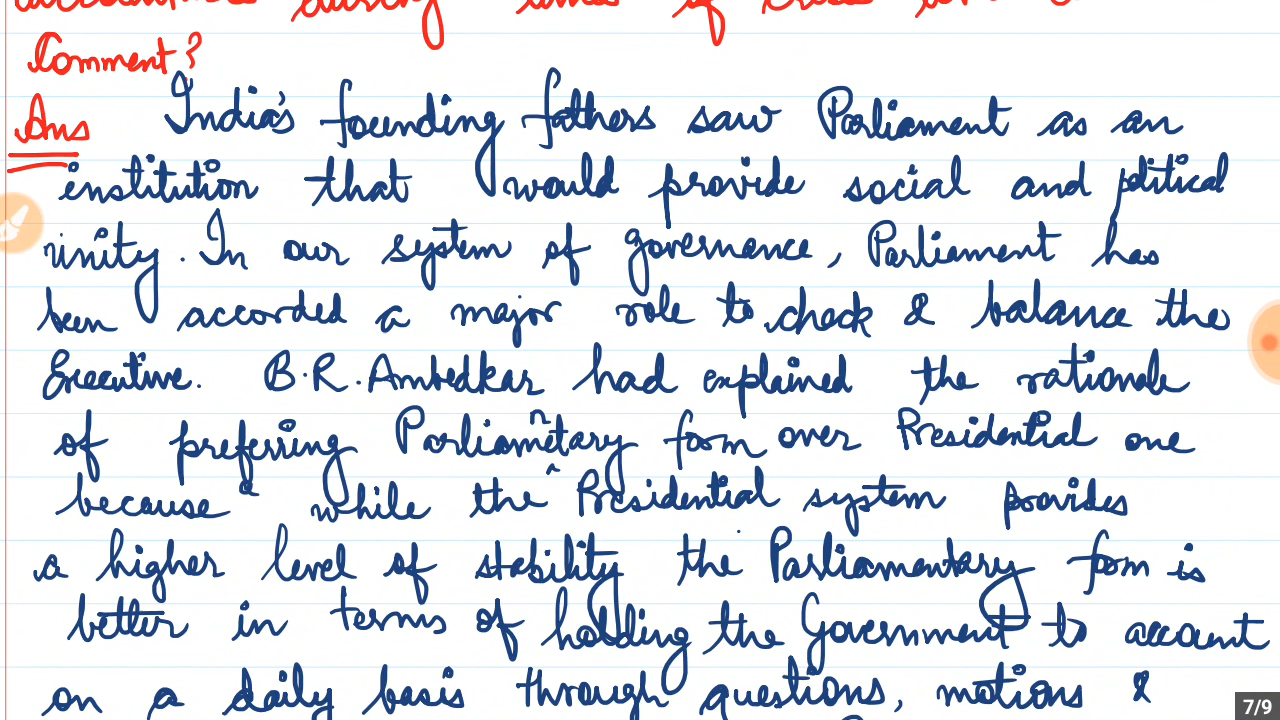 during times of crisis
Comment?
Ans India's founding fathers saw Parliament as an
institution that would provide social and political
unity. In our system of governance, Parliament has
been accorded a major role to check & balance the
Executive. B.R. Ambedkar had explained the rationale
of preferring Parliamentary form over Presidential one
because while the Presidential system provides
a higher level of stability the Parliamentary form is
better in terms of holding the Government to account
on a daily basis through questions, motions &
7/9